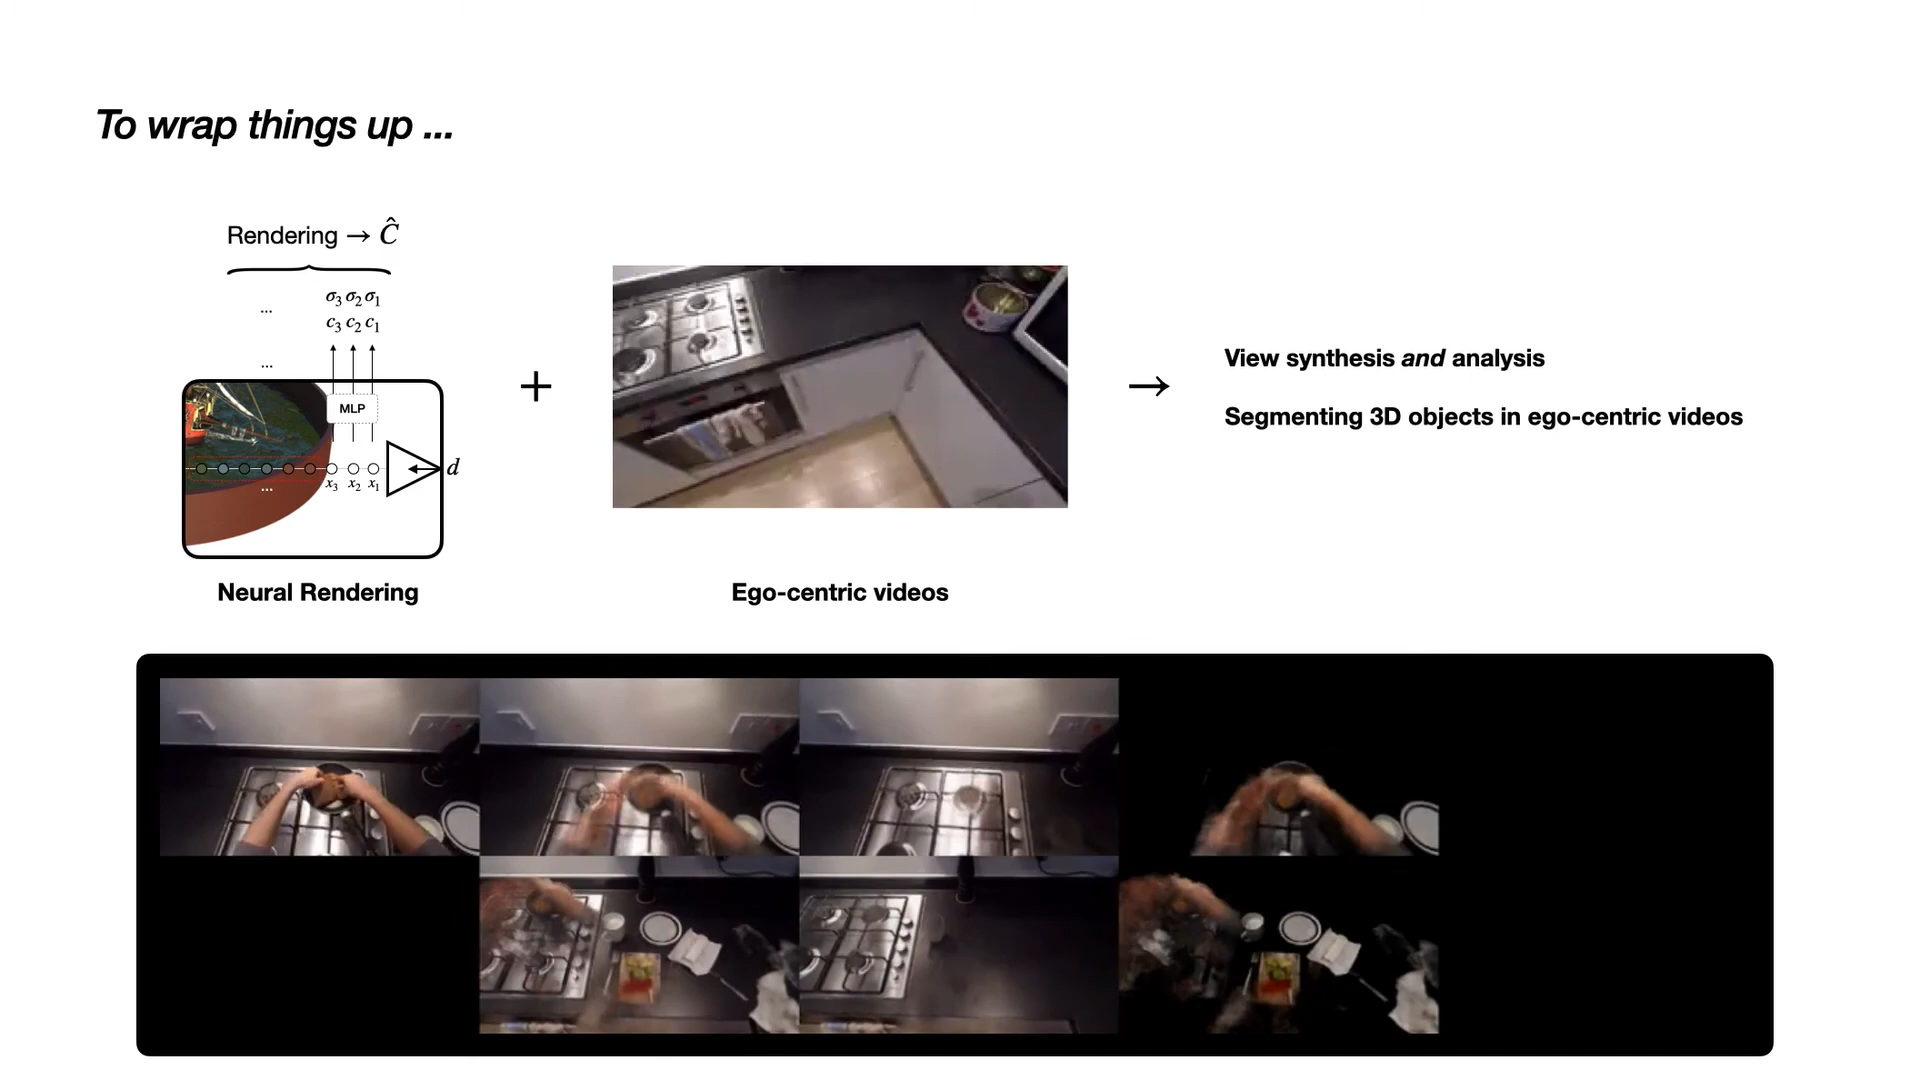 To wrap things up ...
Rendering → Ĉ
... σ3 σ2 σ1
c3 c2 c1
...
MLP
d
... x3 x2 x1
Neural Rendering
+
Ego-centric videos
→
View synthesis and analysis
Segmenting 3D objects in ego-centric videos